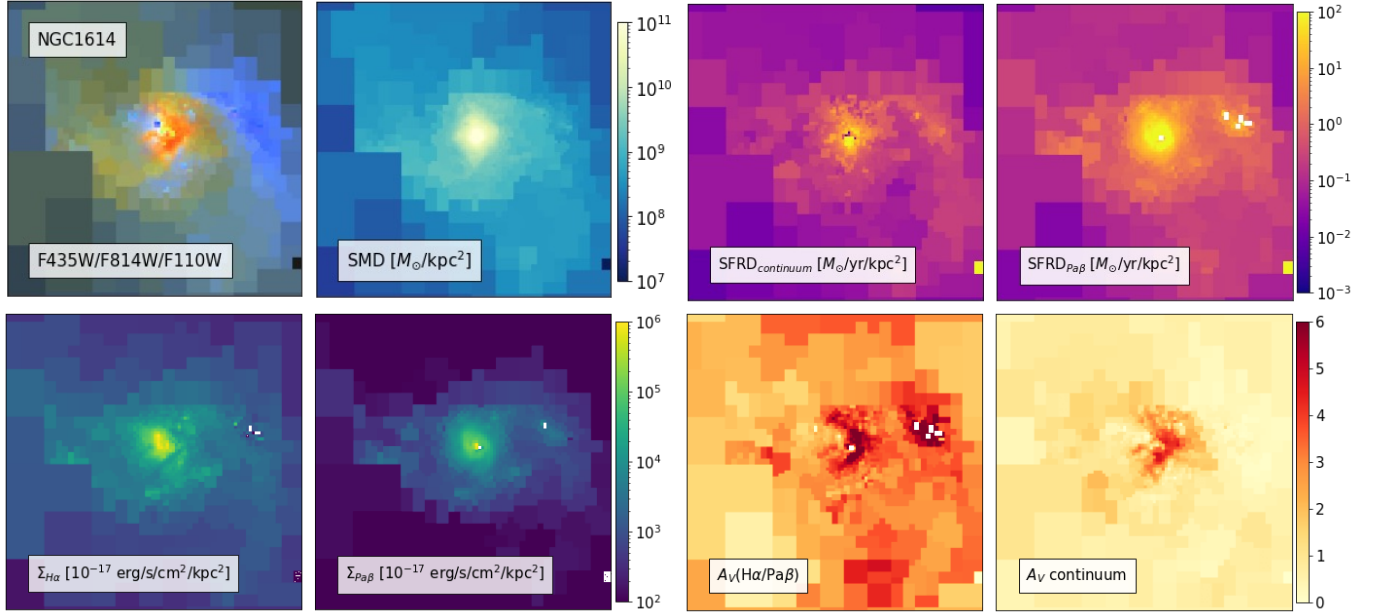 NGC1614
F435W/F814W/F110W
SMD [M⊙/kpc²]
10¹¹
10¹⁰
10⁹
10⁸
10⁷
SFRD_continuum [M⊙/yr/kpc²]
SFRD_Paβ [M⊙/yr/kpc²]
10²
10¹
10⁰
10⁻¹
10⁻²
10⁻³
Σ_Hα [10⁻¹⁷ erg/s/cm²/kpc²]
Σ_Paβ [10⁻¹⁷ erg/s/cm²/kpc²]
10⁶
10⁵
10⁴
10³
10²
A_V(Hα/Paβ)
A_V continuum
6
5
4
3
2
1
0